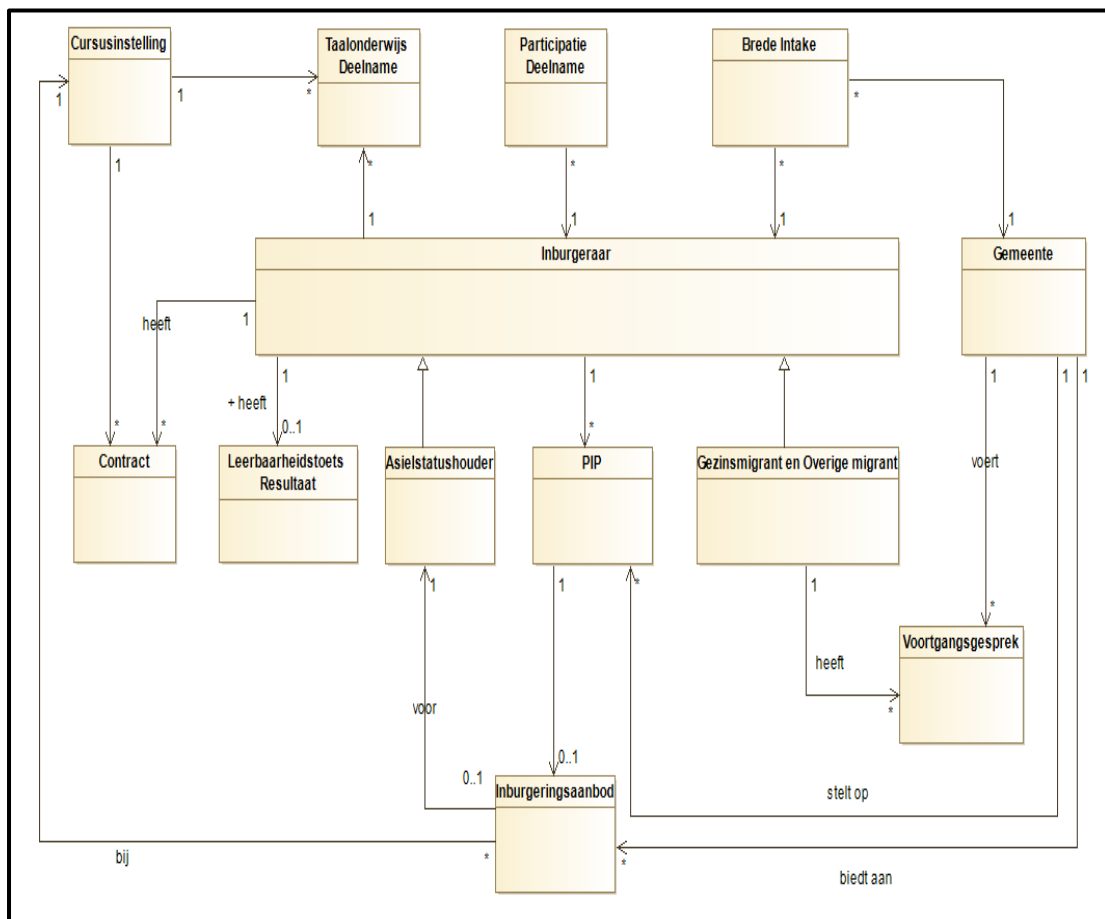 Cursusinstelling
Taalonderwijs
Deelname
Participatie
Deelname
Brede Intake
1
1
*
*
*
*
1
*
1
1
1
1
Inburgeraar
Gemeente
heeft
1
+ heeft
1
0..1
1
*
1
1
1
voert
*
*
Contract
Leerbaarheidstoets
Resultaat
Asielstatushouder
PIP
Gezinsmigrant en Overige migrant
1
1
*
1
*
Voortgangsgesprek
heeft
*
voor
0..1
0..1
Inburgeringsaanbod
stelt op
bij
*
*
biedt aan